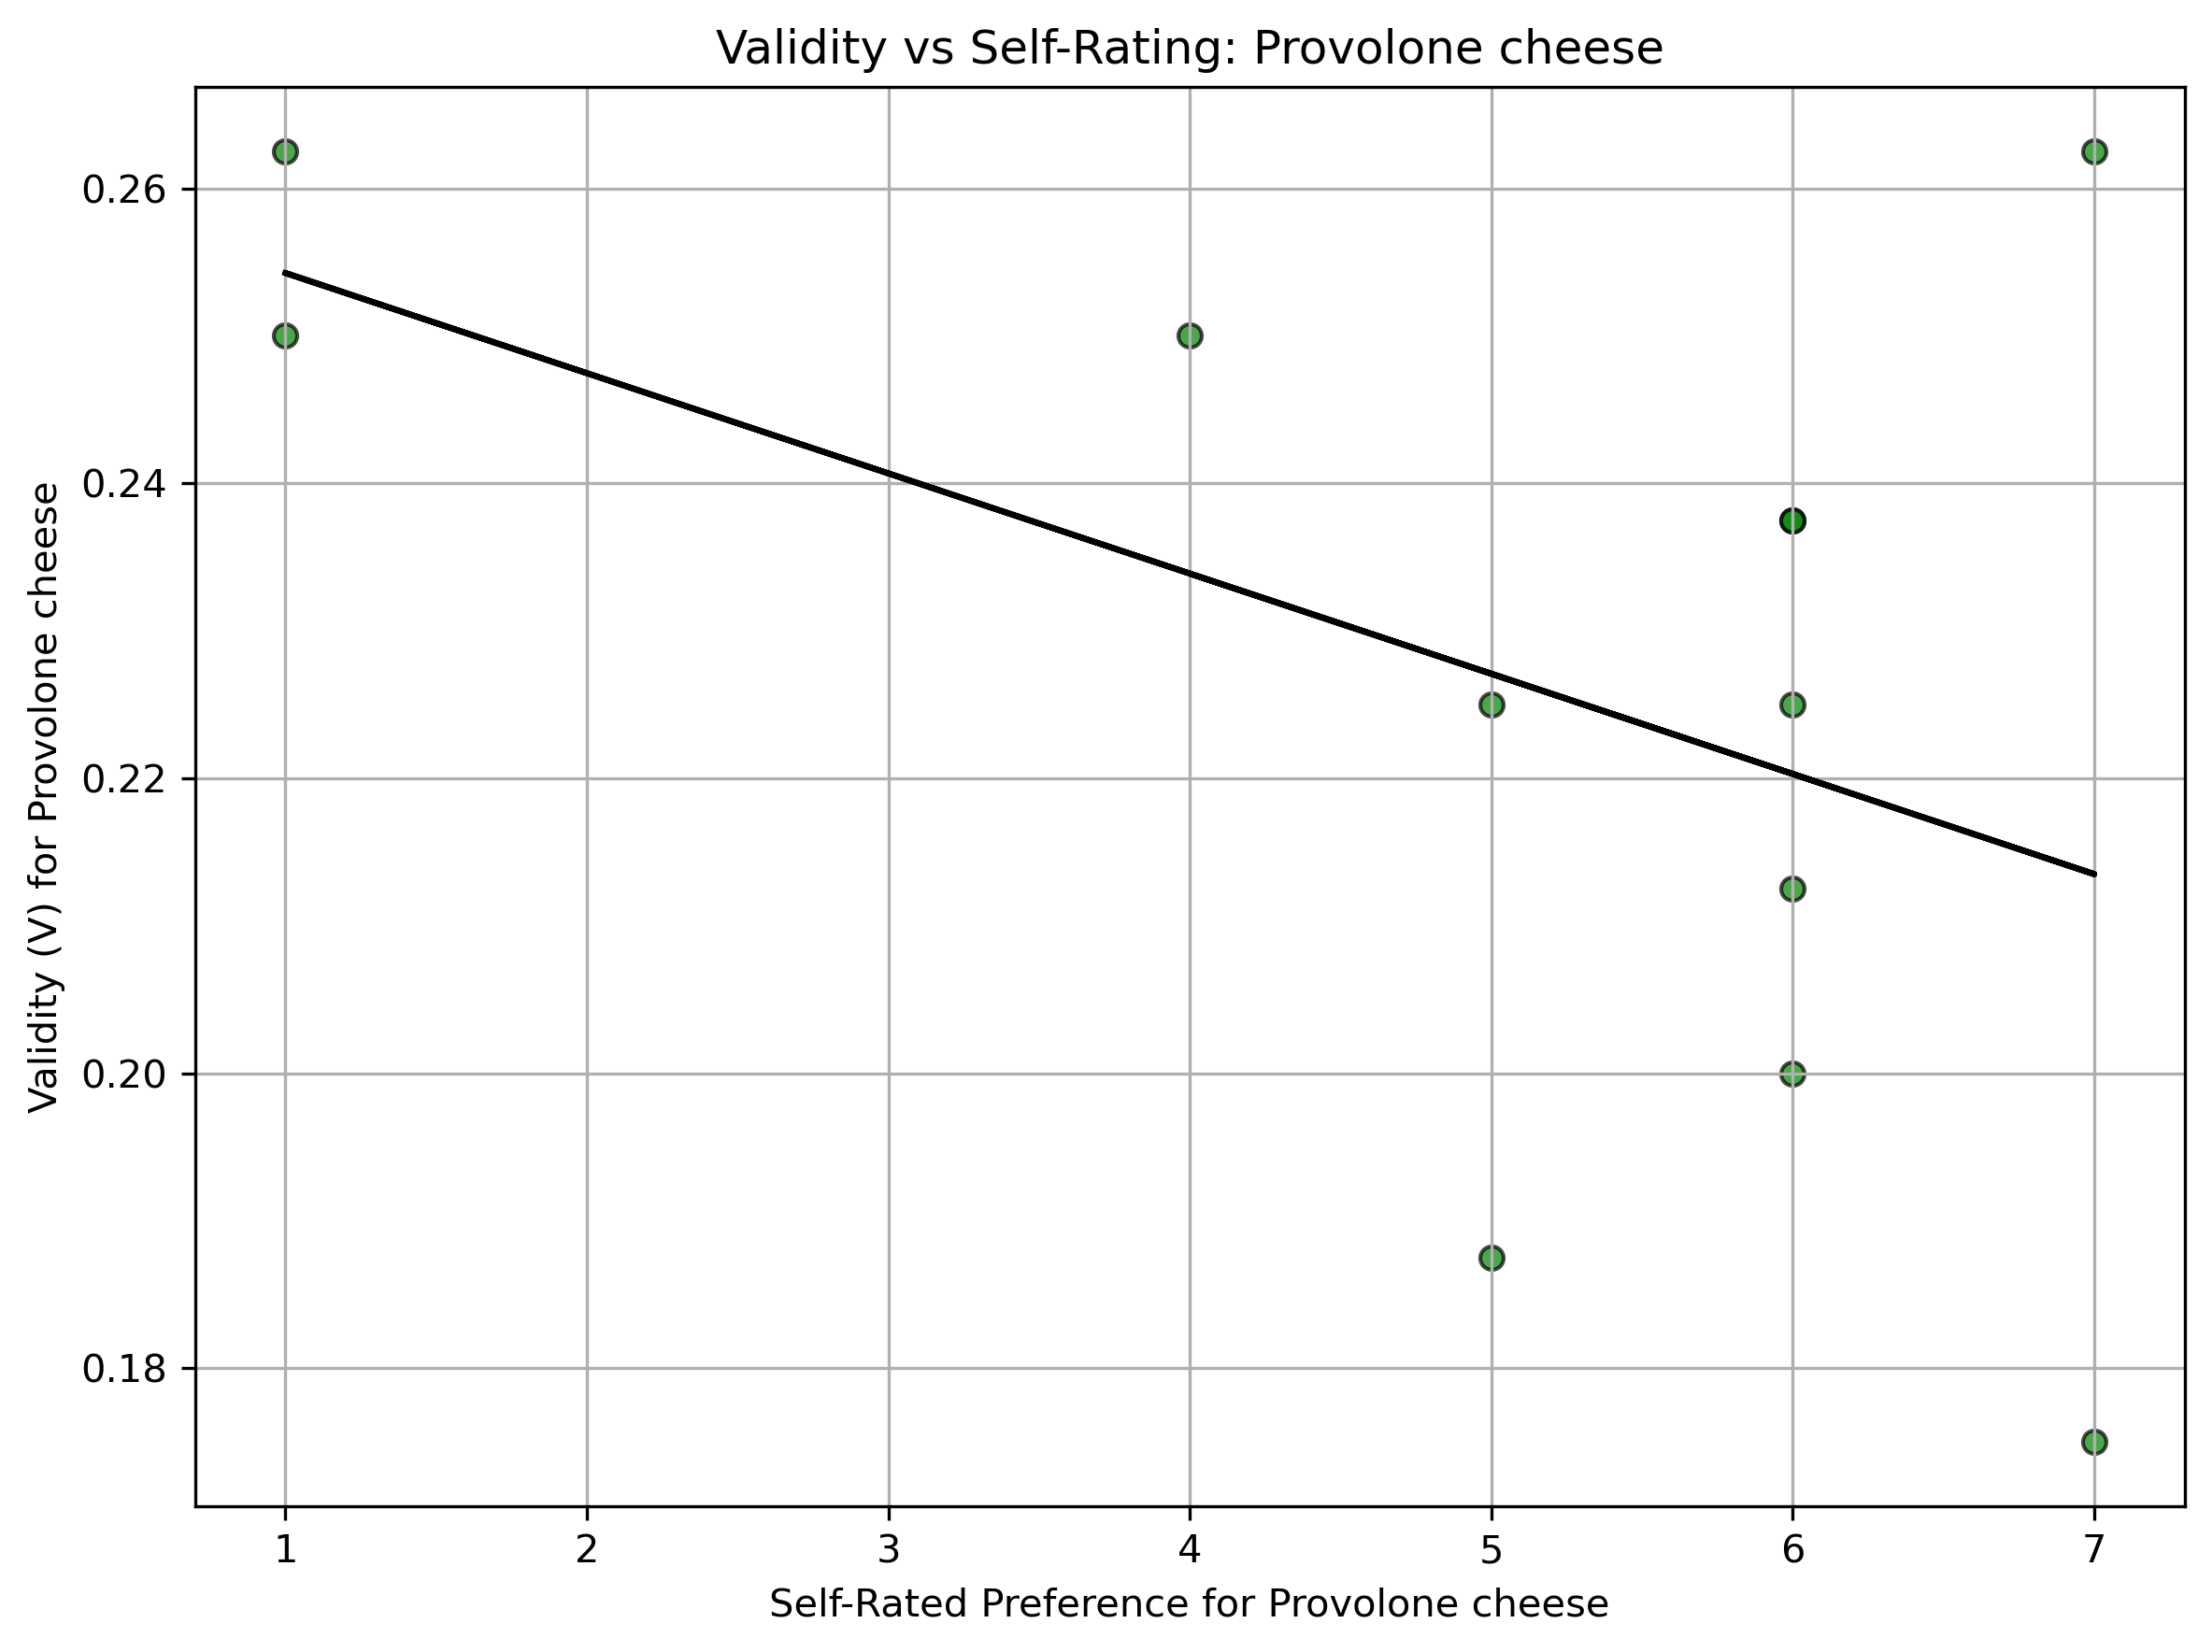 Validity vs Self-Rating: Provolone cheese
Validity (V) for Provolone cheese
0.26
0.24
0.22
0.20
0.18
1 2 3 4 5 6 7
Self-Rated Preference for Provolone cheese